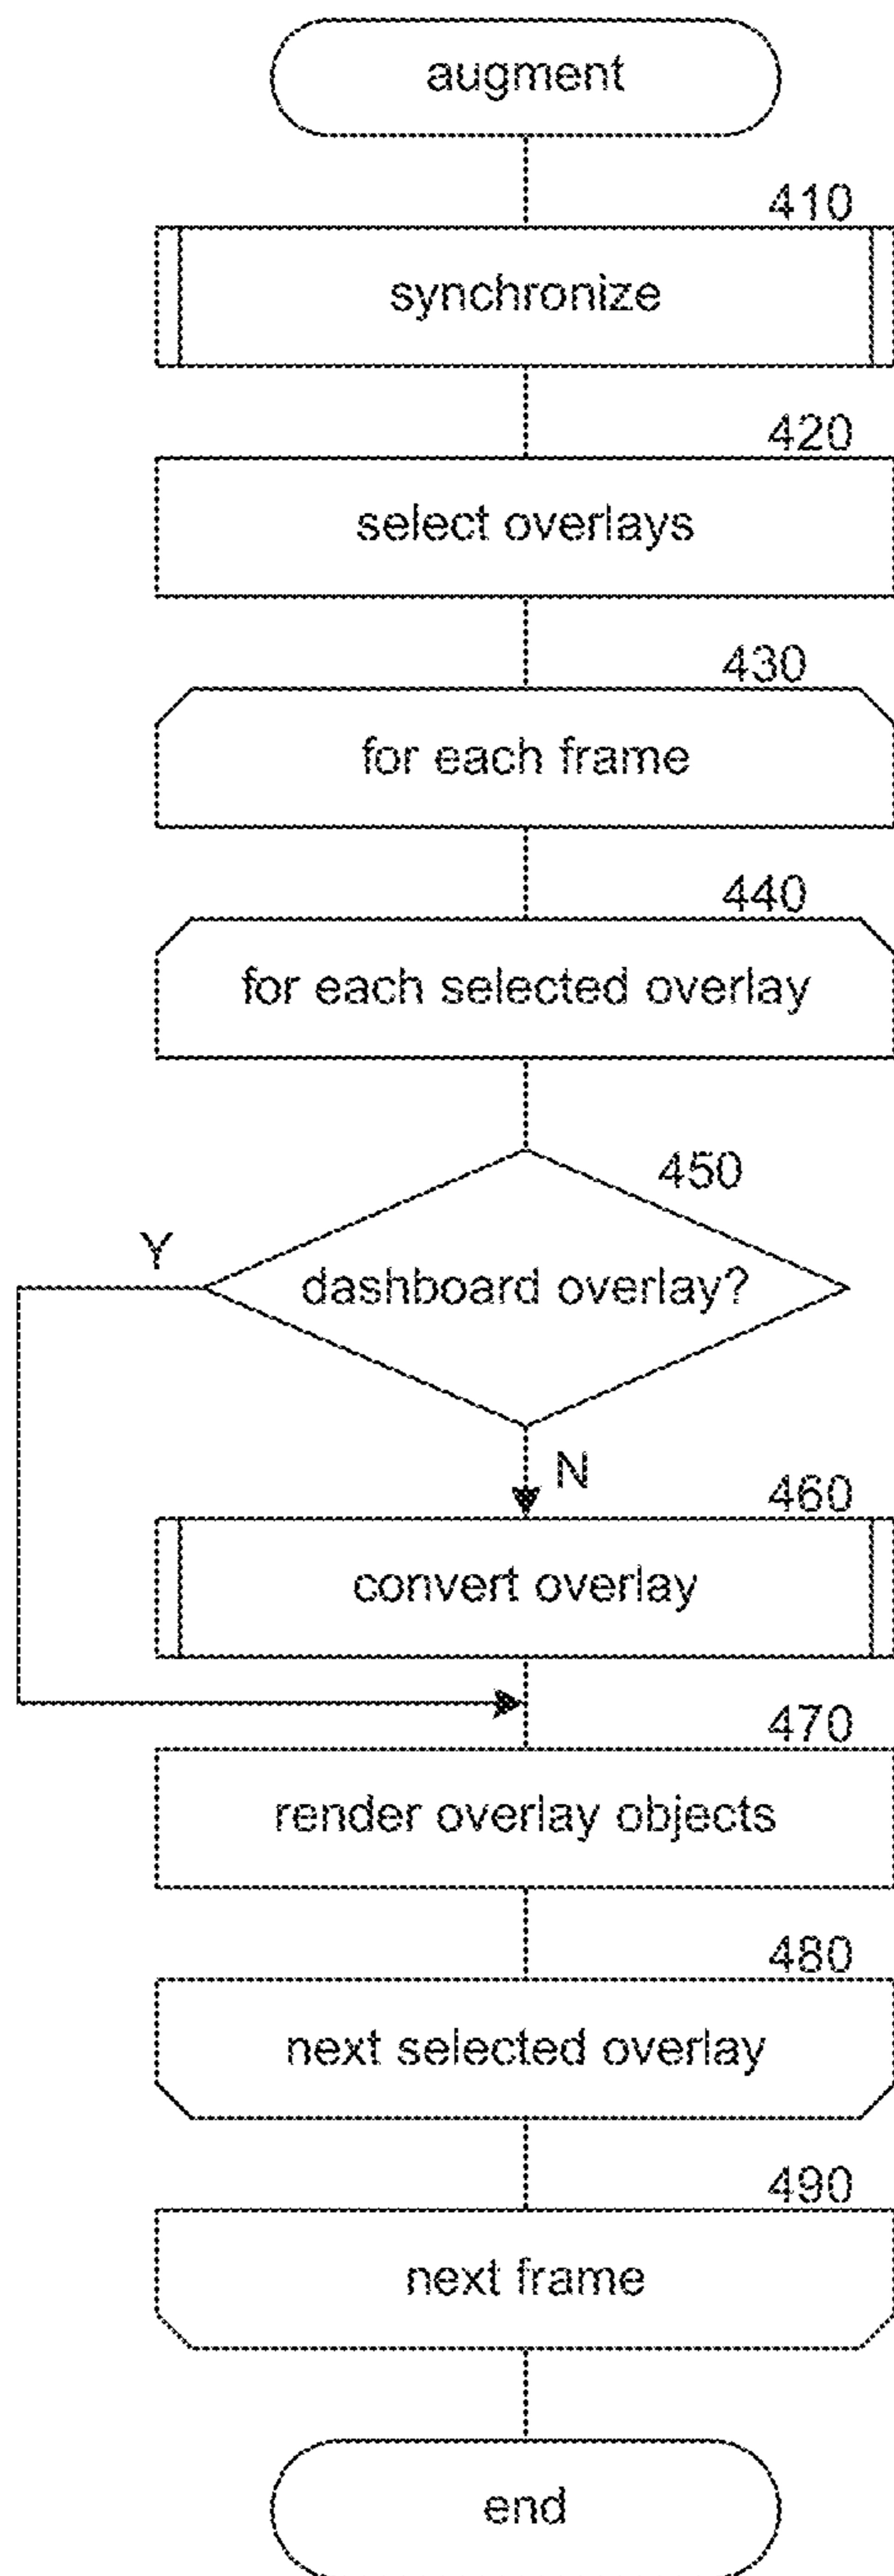 augment
410
synchronize
420
select overlays
430
for each frame
440
for each selected overlay
450
Y
dashboard overlay?
N
460
convert overlay
470
render overlay objects
480
next selected overlay
490
next frame
end